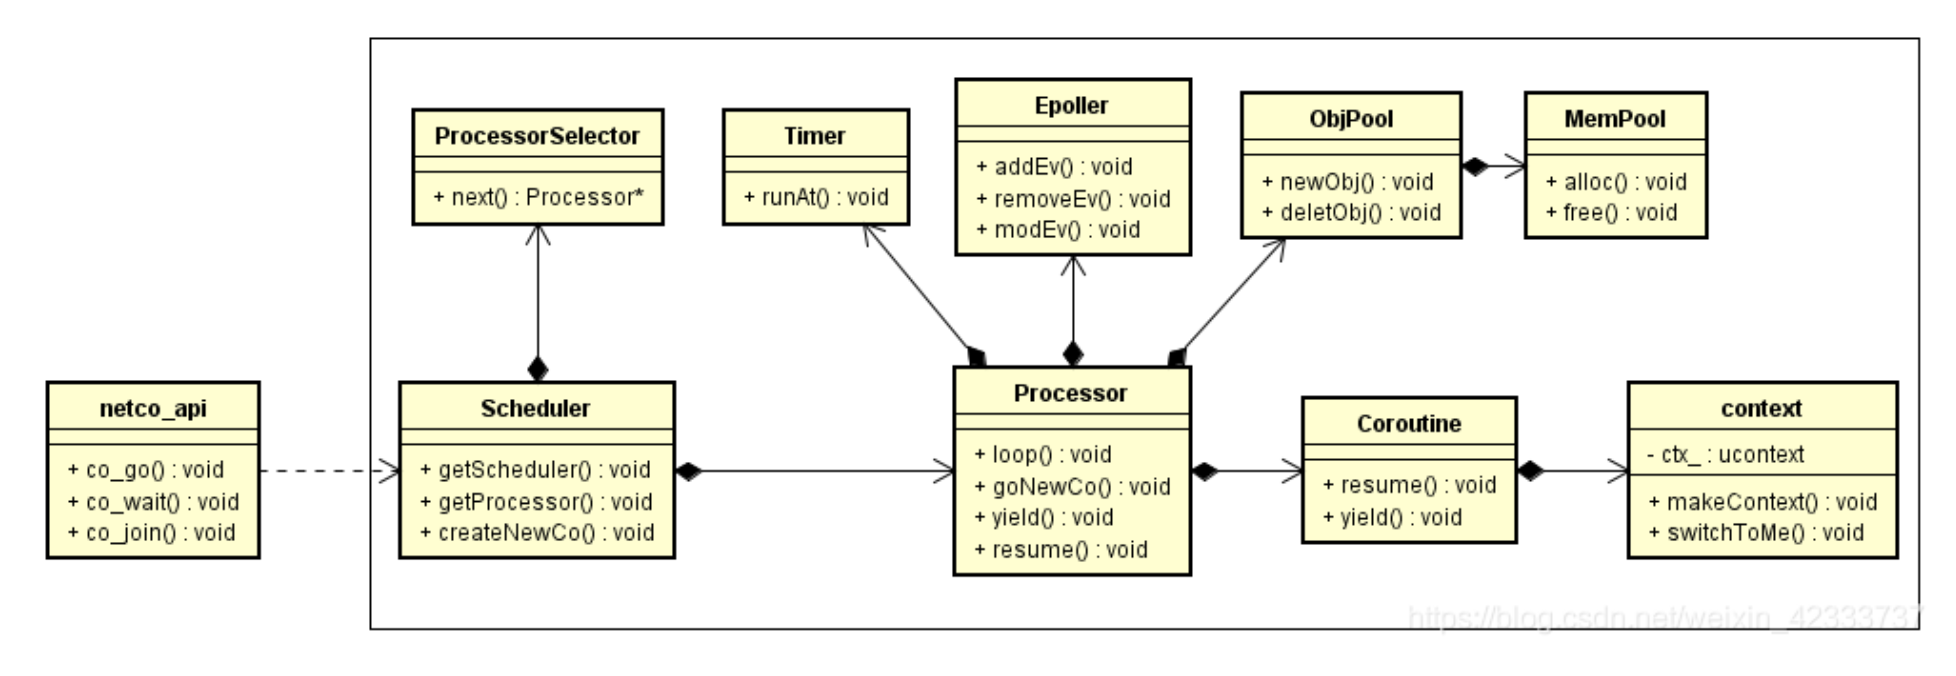 ProcessorSelector
+ next() : Processor*
Timer
+ runAt() : void
Epoller
+ addEv() : void
+ removeEv() : void
+ modEv() : void
ObjPool
+ newObj() : void
+ deletObj() : void
MemPool
+ alloc() : void
+ free() : void
netco_api
+ co_go() : void
+ co_wait() : void
+ co_join() : void
Scheduler
+ getScheduler() : void
+ getProcessor() : void
+ createNewCo() : void
Processor
+ loop() : void
+ goNewCo() : void
+ yield() : void
+ resume() : void
Coroutine
+ resume() : void
+ yield() : void
context
- ctx_ : ucontext
+ makeContext() : void
+ switchToMe() : void
https://blog.csdn.net/weixin_42333737